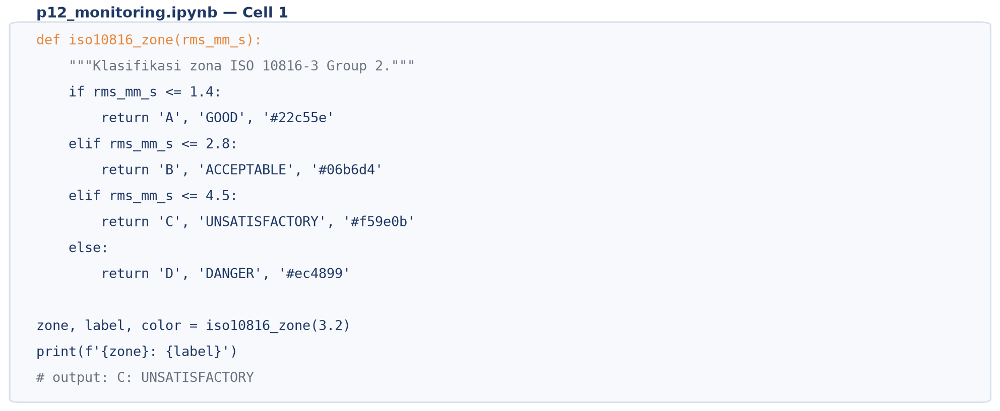 p12_monitoring.ipynb — Cell 1
def iso10816_zone(rms_mm_s):
    """Klasifikasi zona ISO 10816-3 Group 2."""
    if rms_mm_s <= 1.4:
        return 'A', 'GOOD', '#22c55e'
    elif rms_mm_s <= 2.8:
        return 'B', 'ACCEPTABLE', '#06b6d4'
    elif rms_mm_s <= 4.5:
        return 'C', 'UNSATISFACTORY', '#f59e0b'
    else:
        return 'D', 'DANGER', '#ec4899'
zone, label, color = iso10816_zone(3.2)
print(f'{zone}: {label}')
# output: C: UNSATISFACTORY